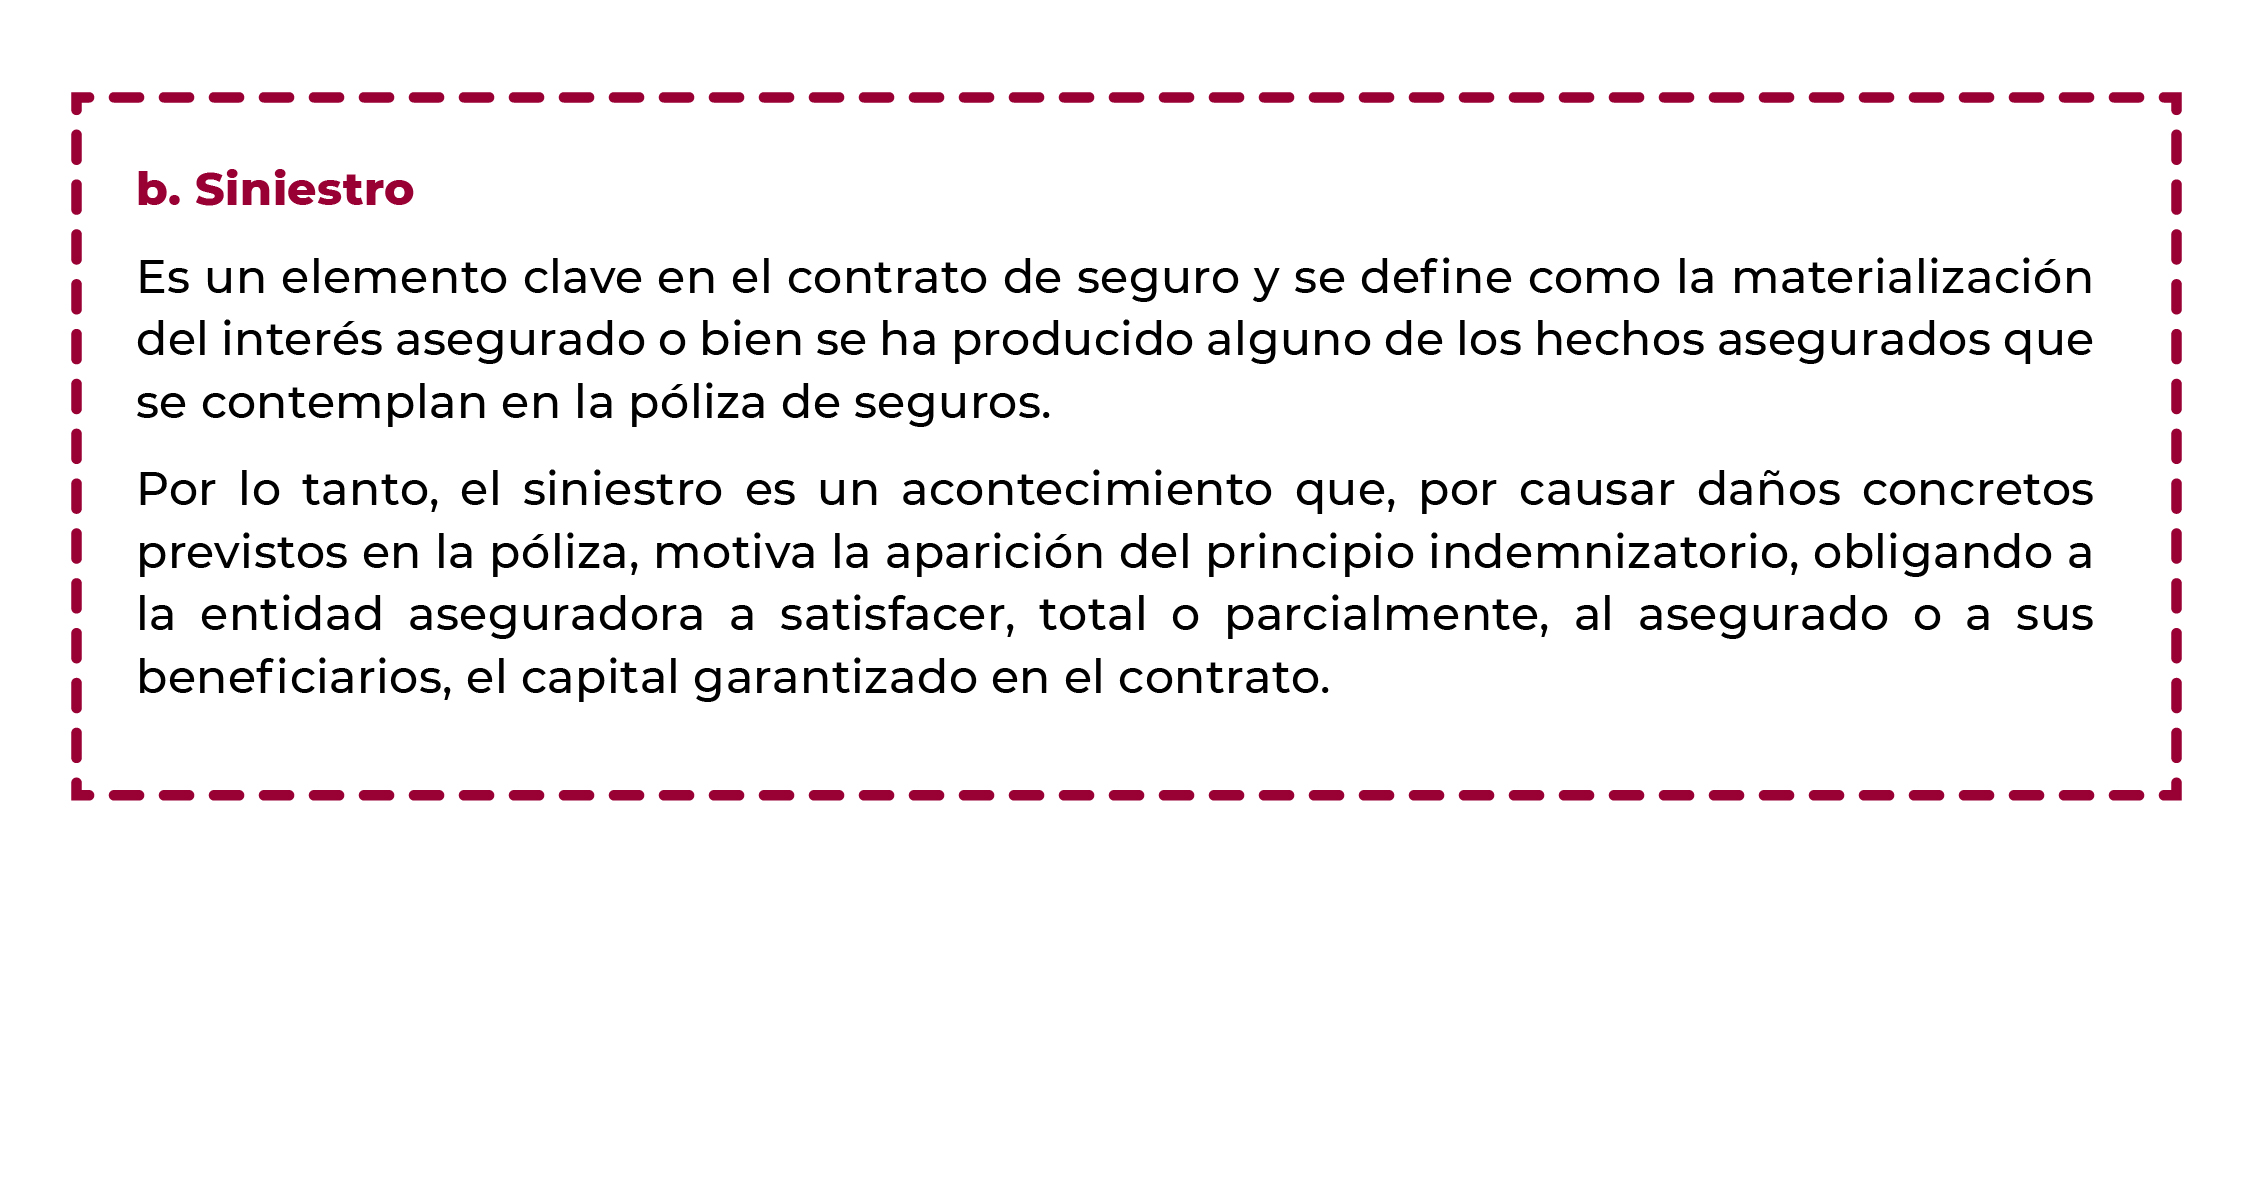 b. Siniestro
Es un elemento clave en el contrato de seguro y se define como la materialización
del interés asegurado o bien se ha producido alguno de los hechos asegurados que
se contemplan en la póliza de seguros.
Por lo tanto, el siniestro es un acontecimiento que, por causar daños concretos
previstos en la póliza, motiva la aparición del principio indemnizatorio, obligando a
la entidad aseguradora a satisfacer, total o parcialmente, al asegurado o a sus
beneficiarios, el capital garantizado en el contrato.